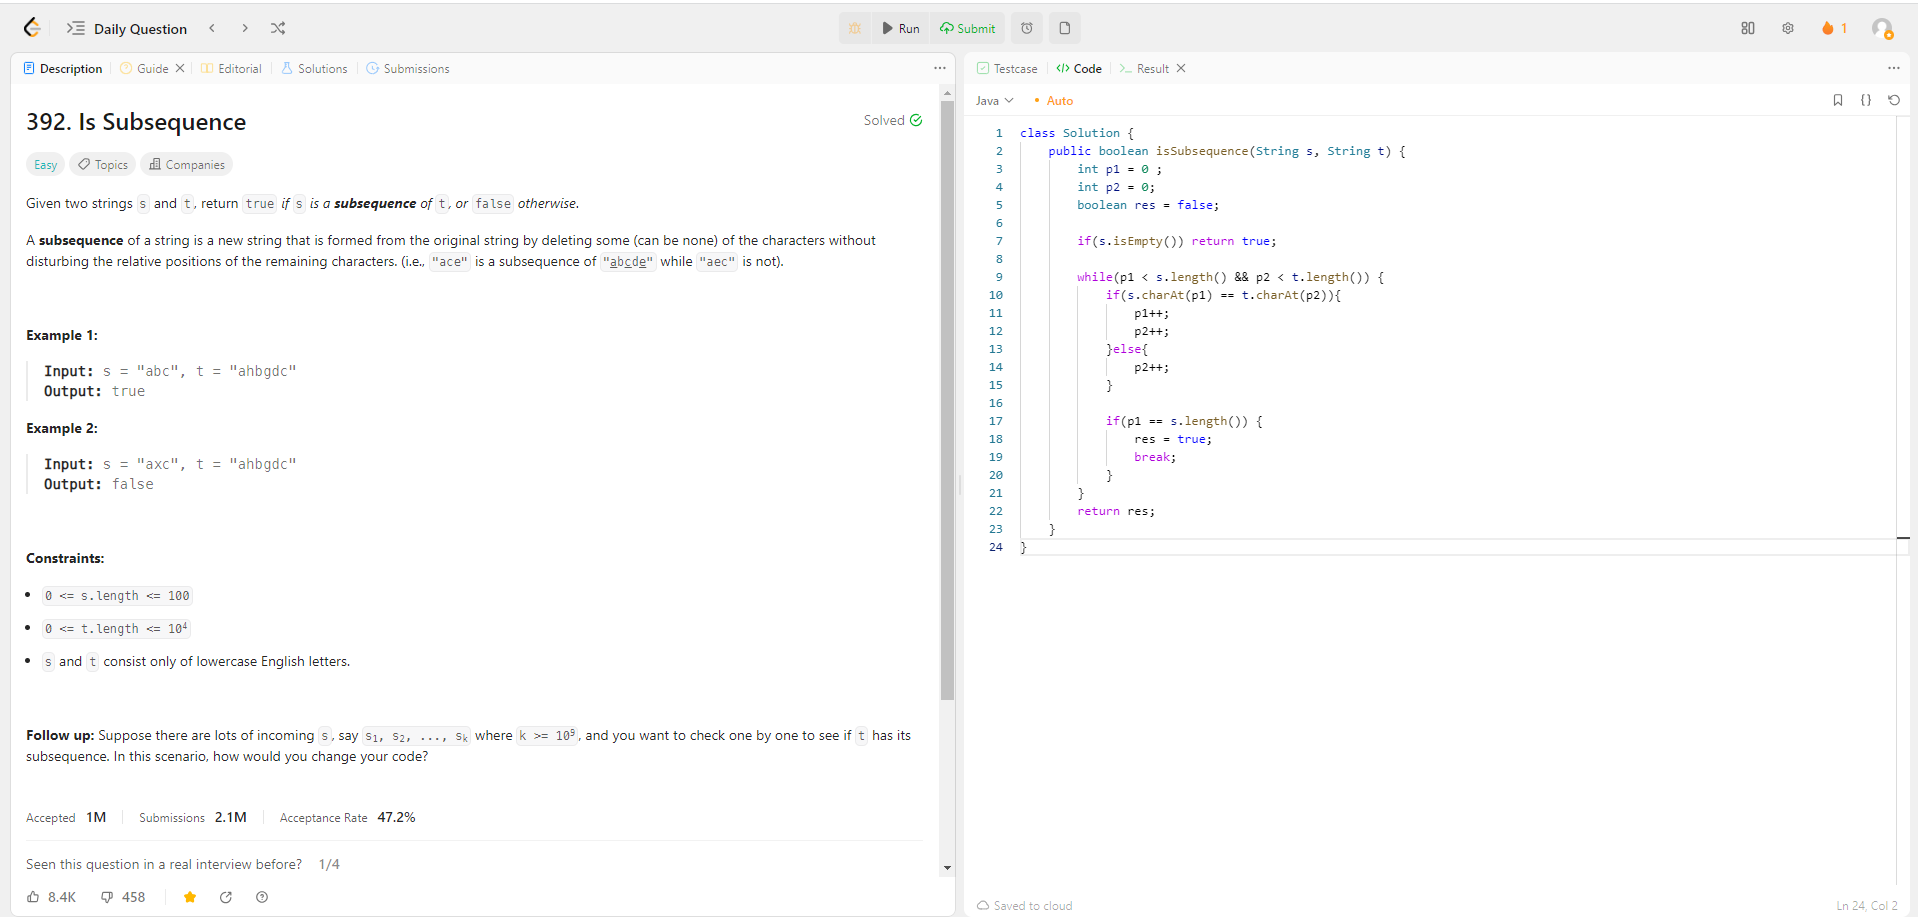 Daily Question
Run
Submit
1
Description
Guide
Editorial
Solutions
Submissions
392. Is Subsequence
Solved
Easy
Topics
Companies
Given two strings s and t, return true if s is a subsequence of t, or false otherwise.
A subsequence of a string is a new string that is formed from the original string by deleting some (can be none) of the characters without
disturbing the relative positions of the remaining characters. (i.e., "ace" is a subsequence of "abcde" while "aec" is not).
Example 1:
Input: s = "abc", t = "ahbgdc"
Output: true
Example 2:
Input: s = "axc", t = "ahbgdc"
Output: false
Constraints:
• 0 <= s.length <= 100
• 0 <= t.length <= 10⁴
• s and t consist only of lowercase English letters.
Follow up: Suppose there are lots of incoming s, say s₁, s₂, ..., sₖ where k >= 10⁹, and you want to check one by one to see if t has its
subsequence. In this scenario, how would you change your code?
Accepted 1M
Submissions 2.1M
Acceptance Rate 47.2%
Seen this question in a real interview before? 1/4
8.4K
458
Testcase
Code
Result
Java
• Auto
1 class Solution {
2     public boolean isSubsequence(String s, String t) {
3         int p1 = 0 ;
4         int p2 = 0;
5         boolean res = false;
6
7         if(s.isEmpty()) return true;
8
9         while(p1 < s.length() && p2 < t.length()) {
10             if(s.charAt(p1) == t.charAt(p2)){
11                 p1++;
12                 p2++;
13             }else{
14                 p2++;
15             }
16
17             if(p1 == s.length()) {
18                 res = true;
19                 break;
20             }
21         }
22         return res;
23     }
24 }
Saved to cloud
Ln 24, Col 2